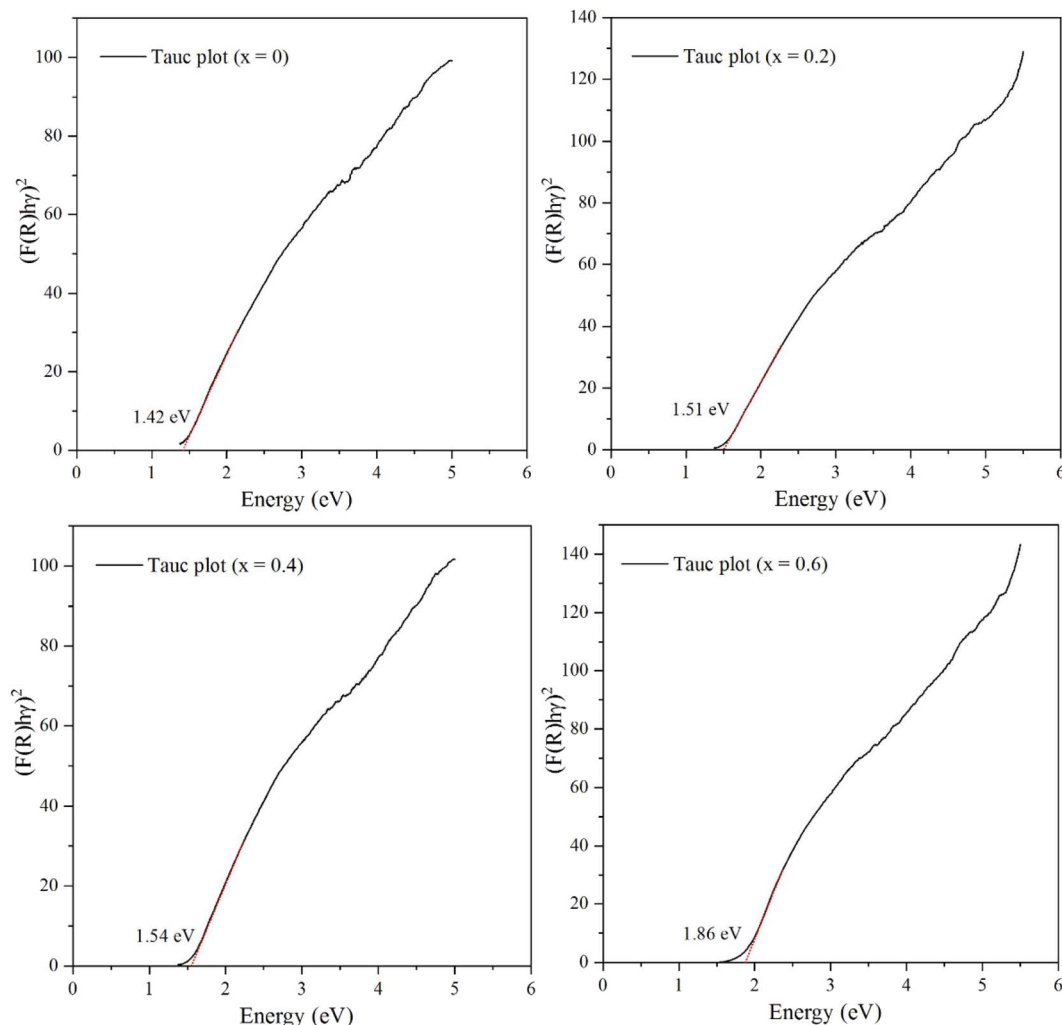 Tauc plot (x = 0)
(F(R)hγ)²
100
80
60
40
20
0
1.42 eV
0 1 2 3 4 5 6
Energy (eV)
Tauc plot (x = 0.2)
(F(R)hγ)²
140
120
100
80
60
40
20
0
1.51 eV
0 1 2 3 4 5 6
Energy (eV)
Tauc plot (x = 0.4)
(F(R)hγ)²
100
80
60
40
20
0
1.54 eV
0 1 2 3 4 5 6
Energy (eV)
Tauc plot (x = 0.6)
(F(R)hγ)²
140
120
100
80
60
40
20
0
1.86 eV
0 1 2 3 4 5 6
Energy (eV)